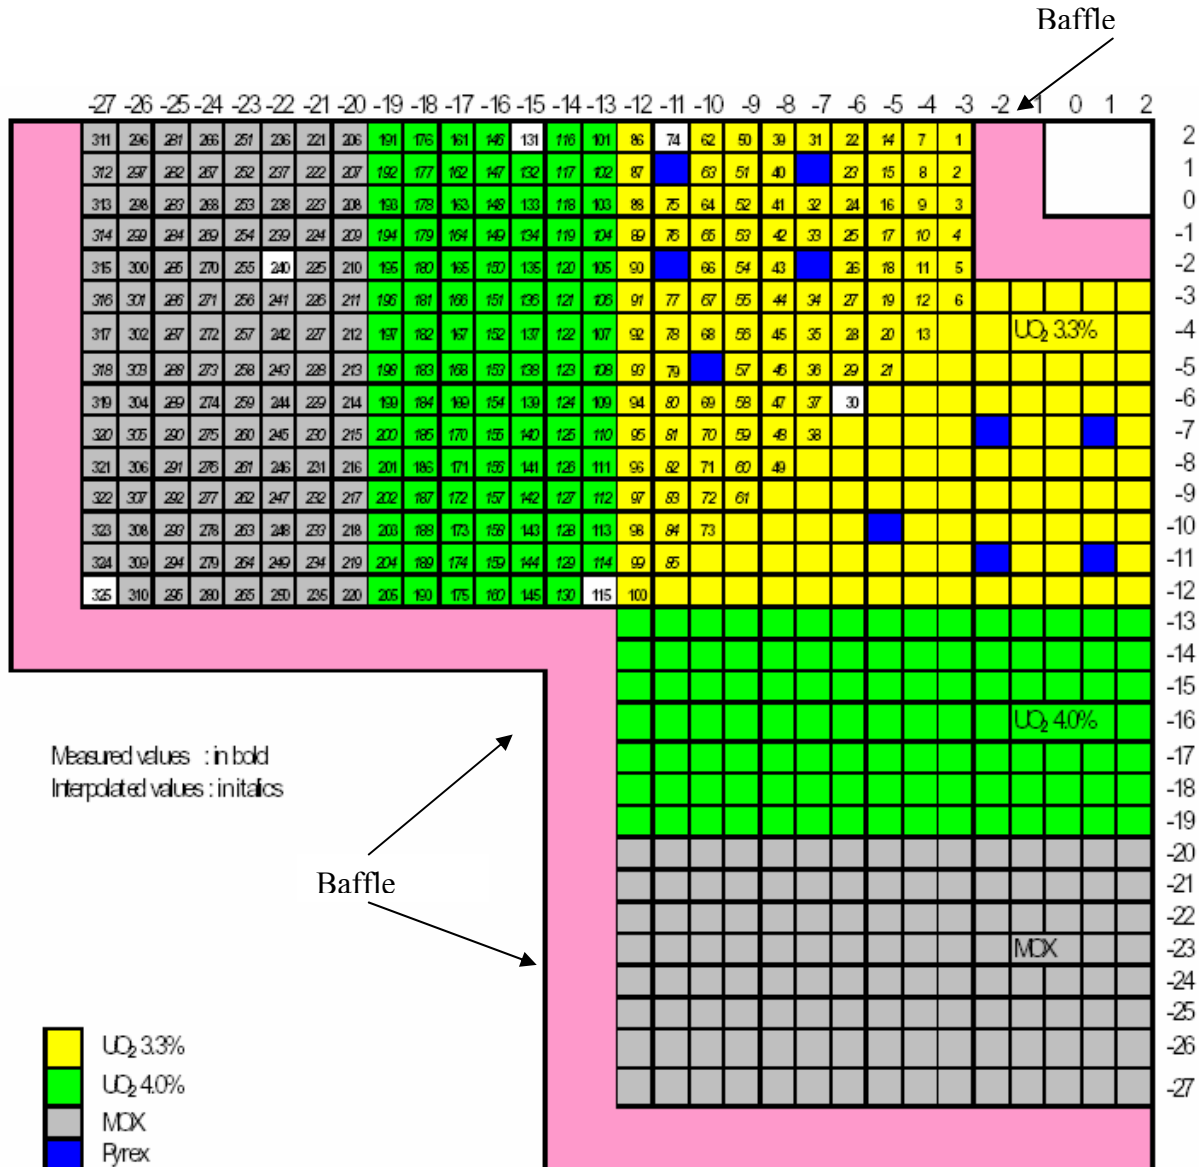 Baffle
-27 -26 -25 -24 -23 -22 -21 -20 -19 -18 -17 -16 -15 -14 -13 -12 -11 -10 -9 -8 -7 -6 -5 -4 -3 -2 -1 0 1 2
311 296 281 266 251 236 221 206 191 176 161 146 131 116 101 86 74 62 50 39 31 22 14 7 1 2
312 297 282 267 252 237 222 207 192 177 162 147 132 117 102 87 63 51 40 23 15 8 2 1
313 298 283 268 253 238 223 208 193 178 163 148 133 118 103 88 75 64 52 41 32 24 16 9 3 0
314 299 284 269 254 239 224 209 194 179 164 149 134 119 104 89 76 65 53 42 33 25 17 10 4 -1
315 300 285 270 255 240 225 210 195 180 165 150 135 120 105 90 66 54 43 26 18 11 5 -2
316 301 286 271 256 241 226 211 196 181 166 151 136 121 106 91 77 67 55 44 34 27 19 12 6 -3
317 302 287 272 257 242 227 212 197 182 167 152 137 122 107 92 78 68 56 45 35 28 20 13 UO₂ 3.3% -4
318 303 288 273 258 243 228 213 198 183 168 153 138 123 108 93 79 57 46 36 29 21 -5
319 304 289 274 259 244 229 214 199 184 169 154 139 124 109 94 80 69 58 47 37 30 -6
320 305 290 275 260 245 230 215 200 185 170 155 140 125 110 95 81 70 59 48 38 -7
321 306 291 276 261 246 231 216 201 186 171 156 141 126 111 96 82 71 60 49 -8
322 307 292 277 262 247 232 217 202 187 172 157 142 127 112 97 83 72 61 -9
323 308 293 278 263 248 233 218 203 188 173 158 143 128 113 98 84 73 -10
324 309 294 279 264 249 234 219 204 189 174 159 144 129 114 99 85 -11
325 310 295 280 265 250 235 220 205 190 175 160 145 130 115 100 -12
-13
-14
-15
UO₂ 4.0% -16
-17
-18
-19
-20
-21
-22
MOX -23
-24
-25
-26
-27
Measured values : in bold
Interpolated values : in italics
Baffle
UO₂ 3.3%
UO₂ 4.0%
MOX
Pyrex